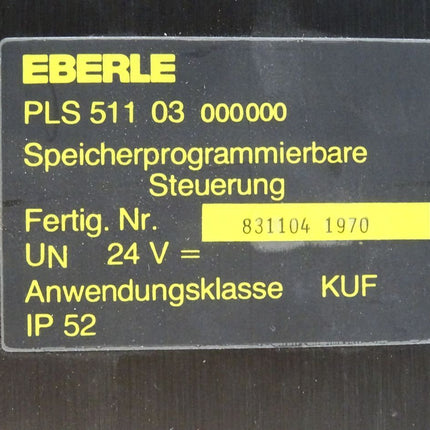 EBERLE
PLS 511 03 000000
Speicherprogrammierbare
Steuerung
Fertig. Nr. 831104 1970
UN 24 V =
Anwendungsklasse KUF
IP 52